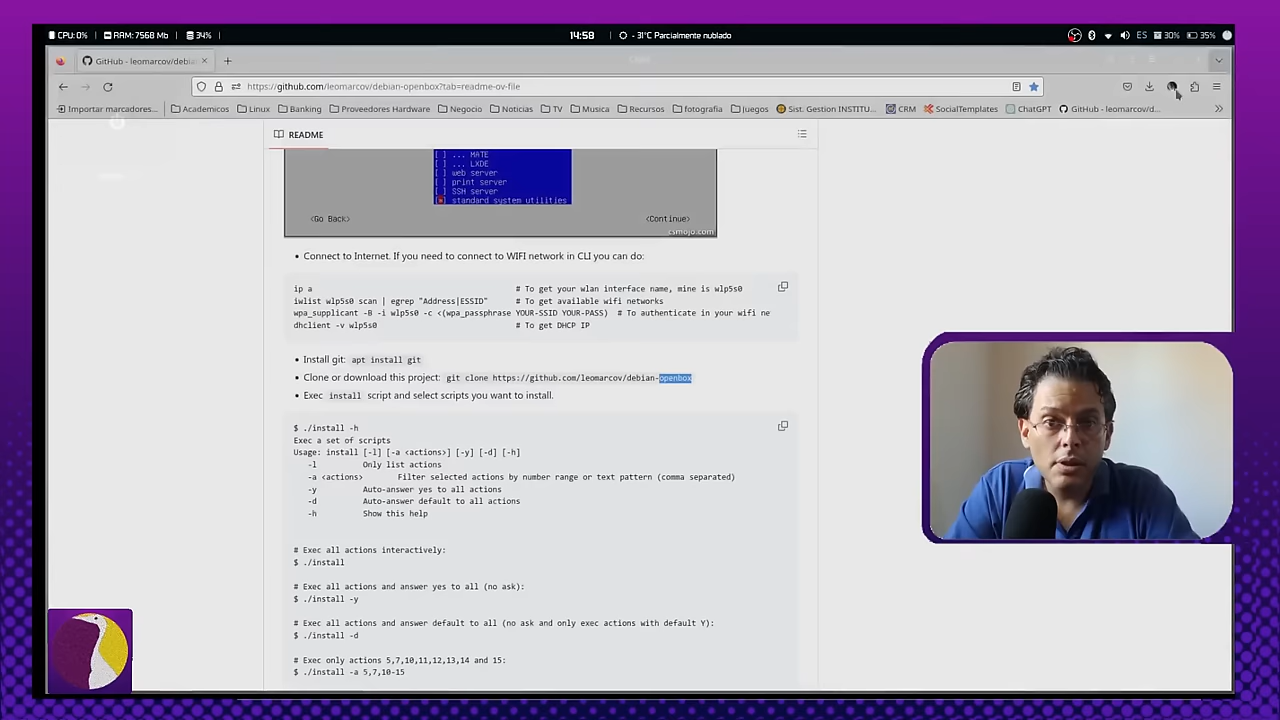 CPU: 0% | RAM: 7568 Mb | 34%
14:58 | - 31°C Parcialmente nublado
ES 30% | 35%
GitHub - leomarcov/debia
https://github.com/leomarcov/debian-openbox?tab=readme-ov-file
Importar marcadores... Academicos Linux Banking Proveedores Hardware Negocio Noticias TV Musica Recursos fotografia Juegos Sist. Gestion INSTITU... CRM SocialTemplates ChatGPT GitHub - leomarcov/d...
README
[ ] ... MATE
[ ] ... LXDE
[ ] web server
[ ] print server
[ ] SSH server
standard system utilities
<Go Back> <Continue>
csmojo.com
• Connect to Internet. If you need to connect to WIFI network in CLI you can do:
ip a # To get your wlan interface name, mine is wlp5s0
iwlist wlp5s0 scan | egrep "Address|ESSID" # To get available wifi networks
wpa_supplicant -B -i wlp5s0 -c <(wpa_passphrase YOUR-SSID YOUR-PASS) # To authenticate in your wifi ne
dhclient -v wlp5s0 # To get DHCP IP
• Install git: apt install git
• Clone or download this project: git clone https://github.com/leomarcov/debian-openbox
• Exec install script and select scripts you want to install.
$ ./install -h
Exec a set of scripts
Usage: install [-l] [-a <actions>] [-y] [-d] [-h]
-l Only list actions
-a <actions> Filter selected actions by number range or text pattern (comma separated)
-y Auto-answer yes to all actions
-d Auto-answer default to all actions
-h Show this help
# Exec all actions interactively:
$ ./install
# Exec all actions and answer yes to all (no ask):
$ ./install -y
# Exec all actions and answer default to all (no ask and only exec actions with default Y):
$ ./install -d
# Exec only actions 5,7,10,11,12,13,14 and 15:
$ ./install -a 5,7,10-15